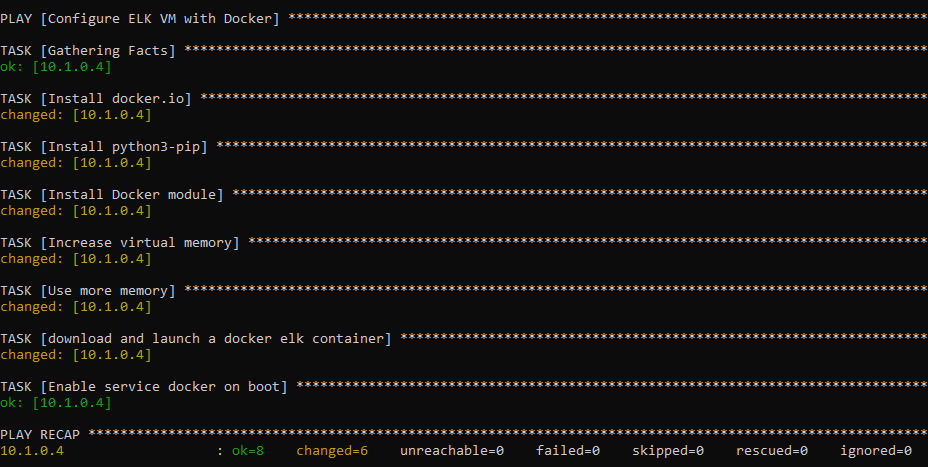 PLAY [Configure ELK VM with Docker] ********************************************************************************
TASK [Gathering Facts] *********************************************************************************************
ok: [10.1.0.4]
TASK [Install docker.io] *******************************************************************************************
changed: [10.1.0.4]
TASK [Install python3-pip] *****************************************************************************************
changed: [10.1.0.4]
TASK [Install Docker module] ***************************************************************************************
changed: [10.1.0.4]
TASK [Increase virtual memory] *************************************************************************************
changed: [10.1.0.4]
TASK [Use more memory] *********************************************************************************************
changed: [10.1.0.4]
TASK [download and launch a docker elk container] ******************************************************************
changed: [10.1.0.4]
TASK [Enable service docker on boot] *******************************************************************************
ok: [10.1.0.4]
PLAY RECAP *********************************************************************************************************
10.1.0.4                   : ok=8    changed=6    unreachable=0    failed=0    skipped=0    rescued=0    ignored=0